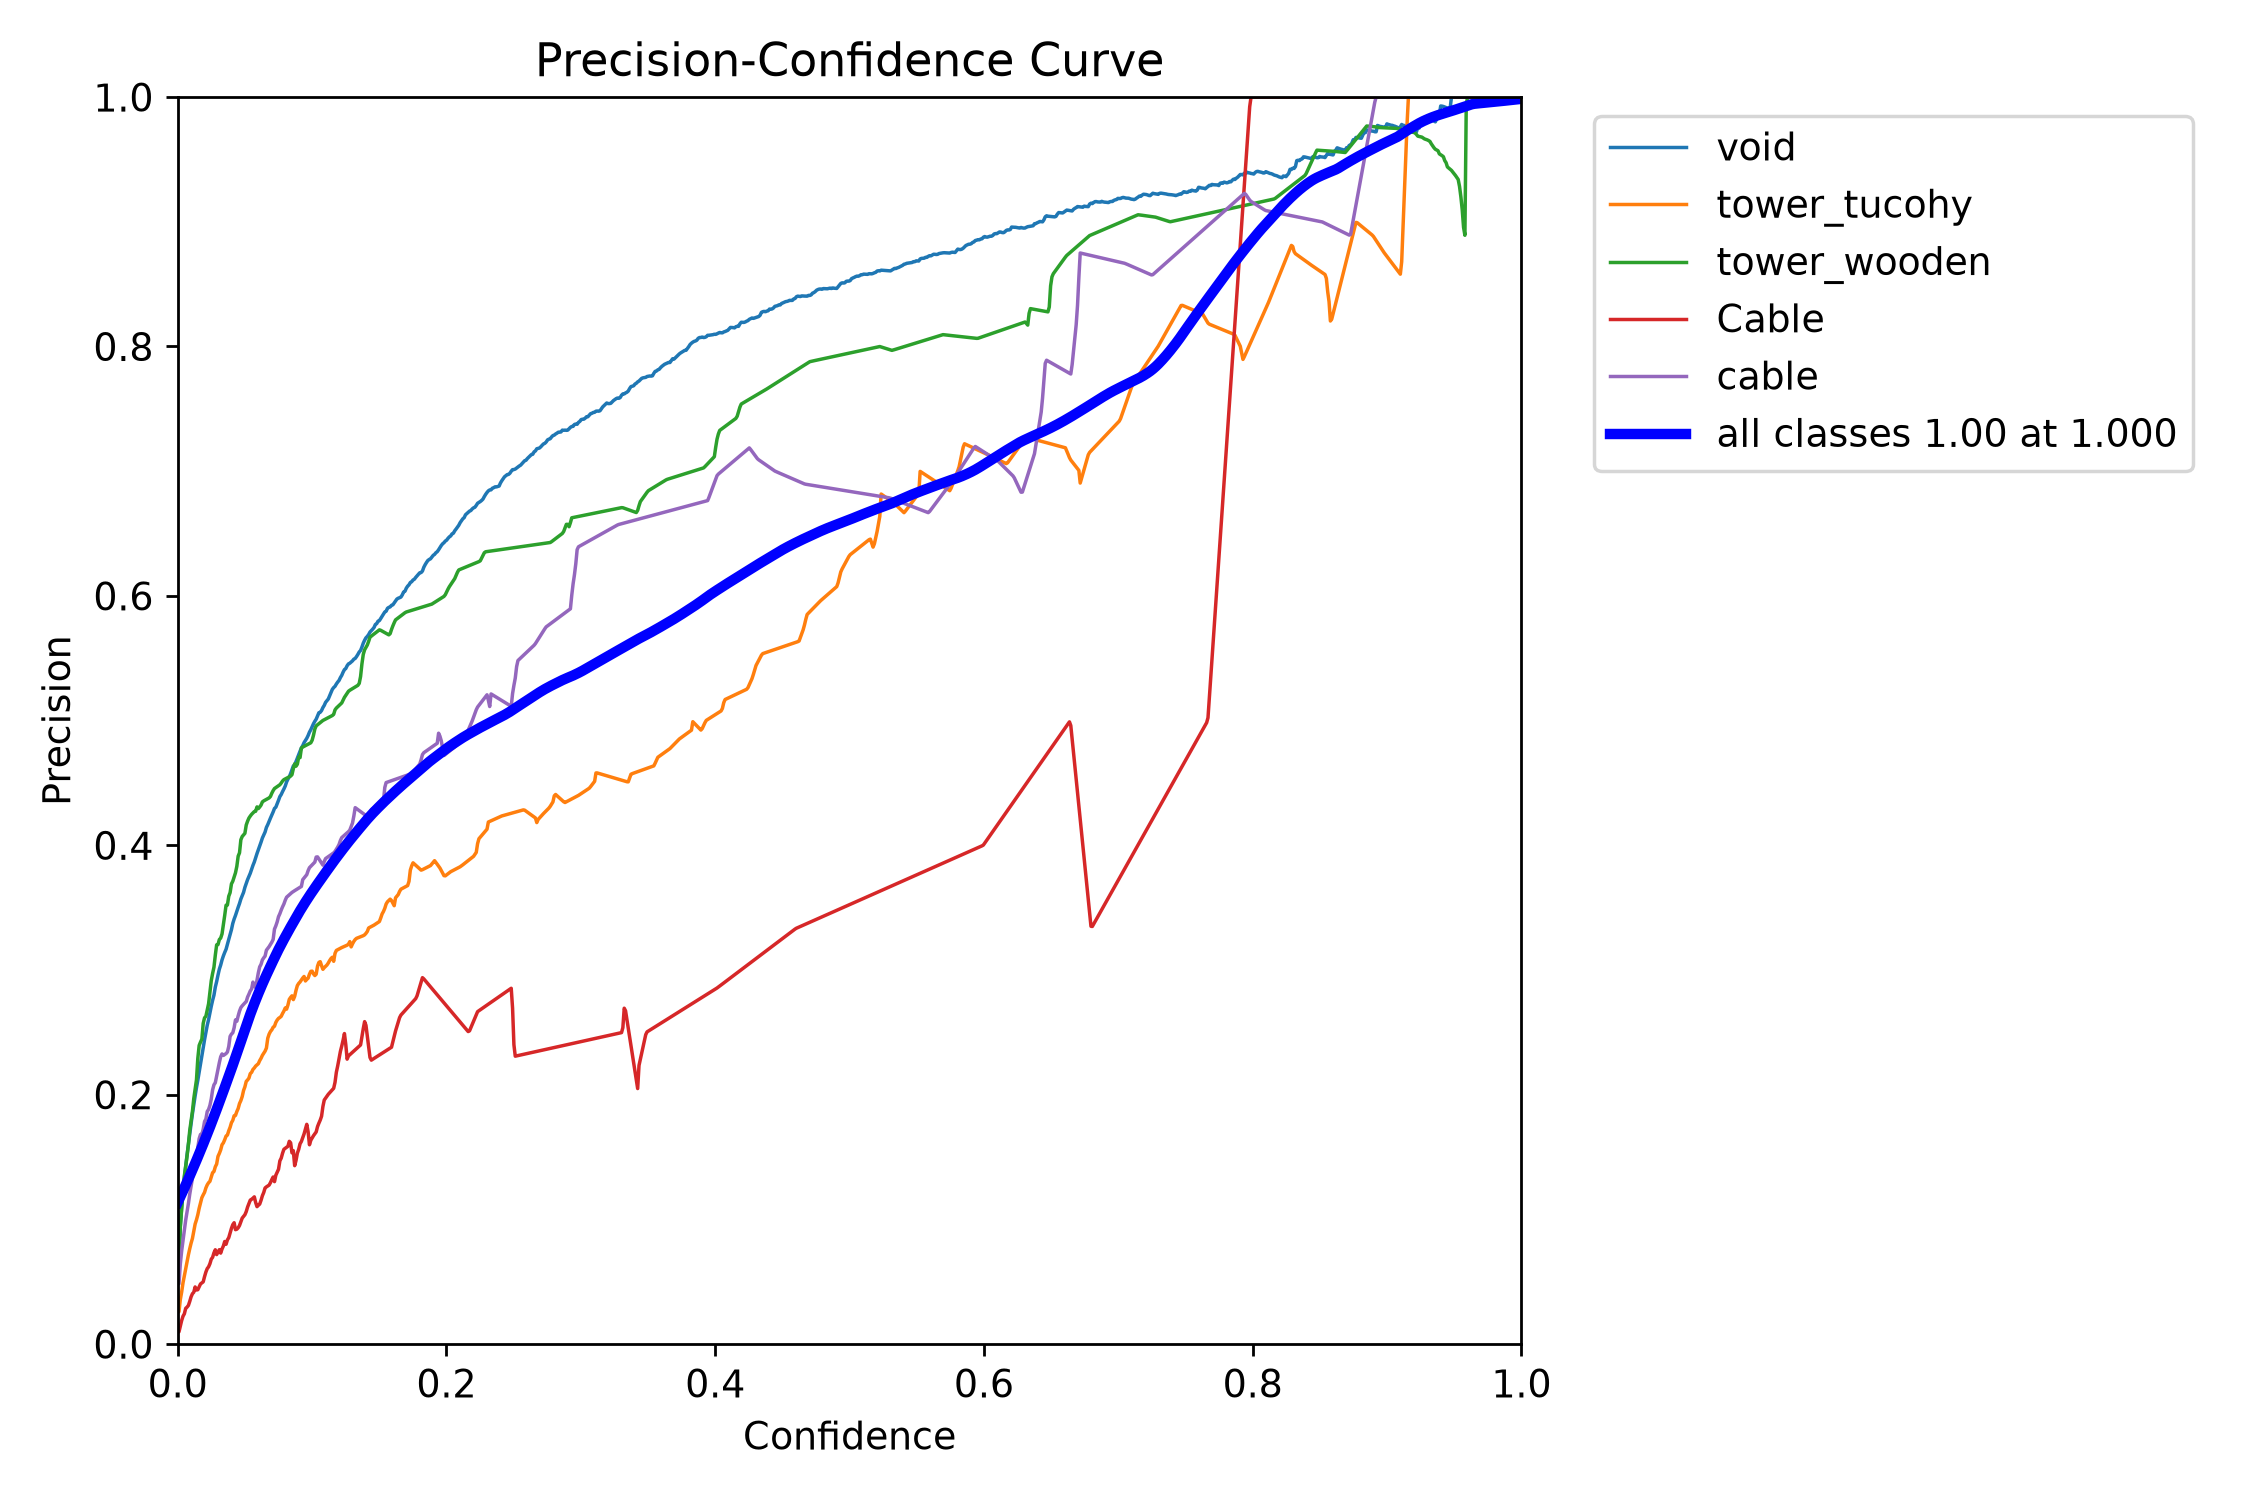 Precision-Confidence Curve
1.0
0.8
0.6
0.4
0.2
0.0
Precision
0.0 0.2 0.4 0.6 0.8 1.0
Confidence
void
tower_tucohy
tower_wooden
Cable
cable
all classes 1.00 at 1.000